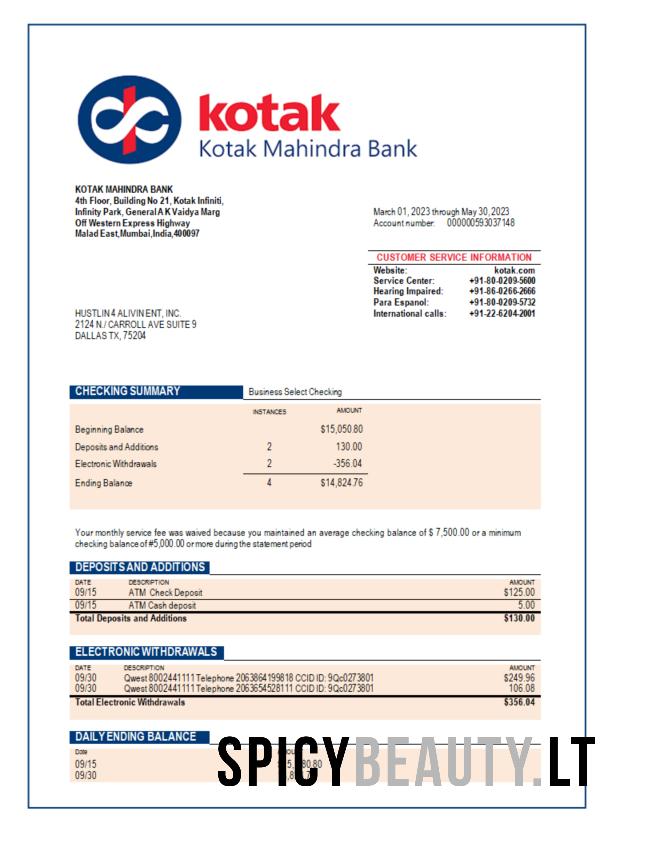 kotak
Kotak Mahindra Bank
KOTAK MAHINDRA BANK
4th Floor, Building No 21, Kotak Infiniti,
Infinity Park, General A K Vaidya Marg
Off Western Express Highway
Malad East,Mumbai,India,400097
March 01, 2023 through May 30,2023
Account number: 000000593037148
CUSTOMER SERVICE INFORMATION
Website: kotak.com
Service Center: +91-80-0209-5600
Hearing Impaired: +91-86-0266-2666
Para Espanol: +91-80-0209-5732
International calls: +91-22-6204-2001
HUSTLIN 4 ALIVIN ENT, INC.
2124 N./ CARROLL AVE SUITE 9
DALLAS TX, 75204
CHECKING SUMMARY Business Select Checking
INSTANCES AMOUNT
Beginning Balance $15,050.80
Deposits and Additions 2 130.00
Electronic Withdrawals 2 -356.04
Ending Balance 4 $14,824.76
Your monthly service fee was waived because you maintained an average checking balance of $ 7,500.00 or a minimum
checking balance of #5,000.00 or more during the statement period
DEPOSITS AND ADDITIONS
DATE DESCRIPTION AMOUNT
09/15 ATM Check Deposit $125.00
09/15 ATM Cash deposit 5.00
Total Deposits and Additions $130.00
ELECTRONIC WITHDRAWALS
DATE DESCRIPTION AMOUNT
09/30 Qwest 8002441111 Telephone 2063864199818 CCID ID: 9Qc0273801 $249.96
09/30 Qwest 8002441111 Telephone 2063654528111 CCID ID: 9Qc0273801 106.08
Total Electronic Withdrawals $356.04
DAILY ENDING BALANCE
Date
09/15
09/30
SPICYBEAUTY.LT